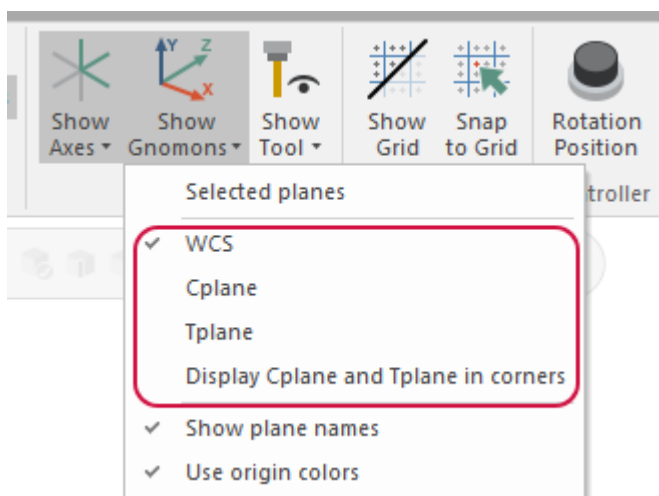 Y Z
X
Show Axes
Show Gnomons
Show Tool
Show Grid
Snap to Grid
Rotation Position
troller
Selected planes
WCS
Cplane
Tplane
Display Cplane and Tplane in corners
Show plane names
Use origin colors